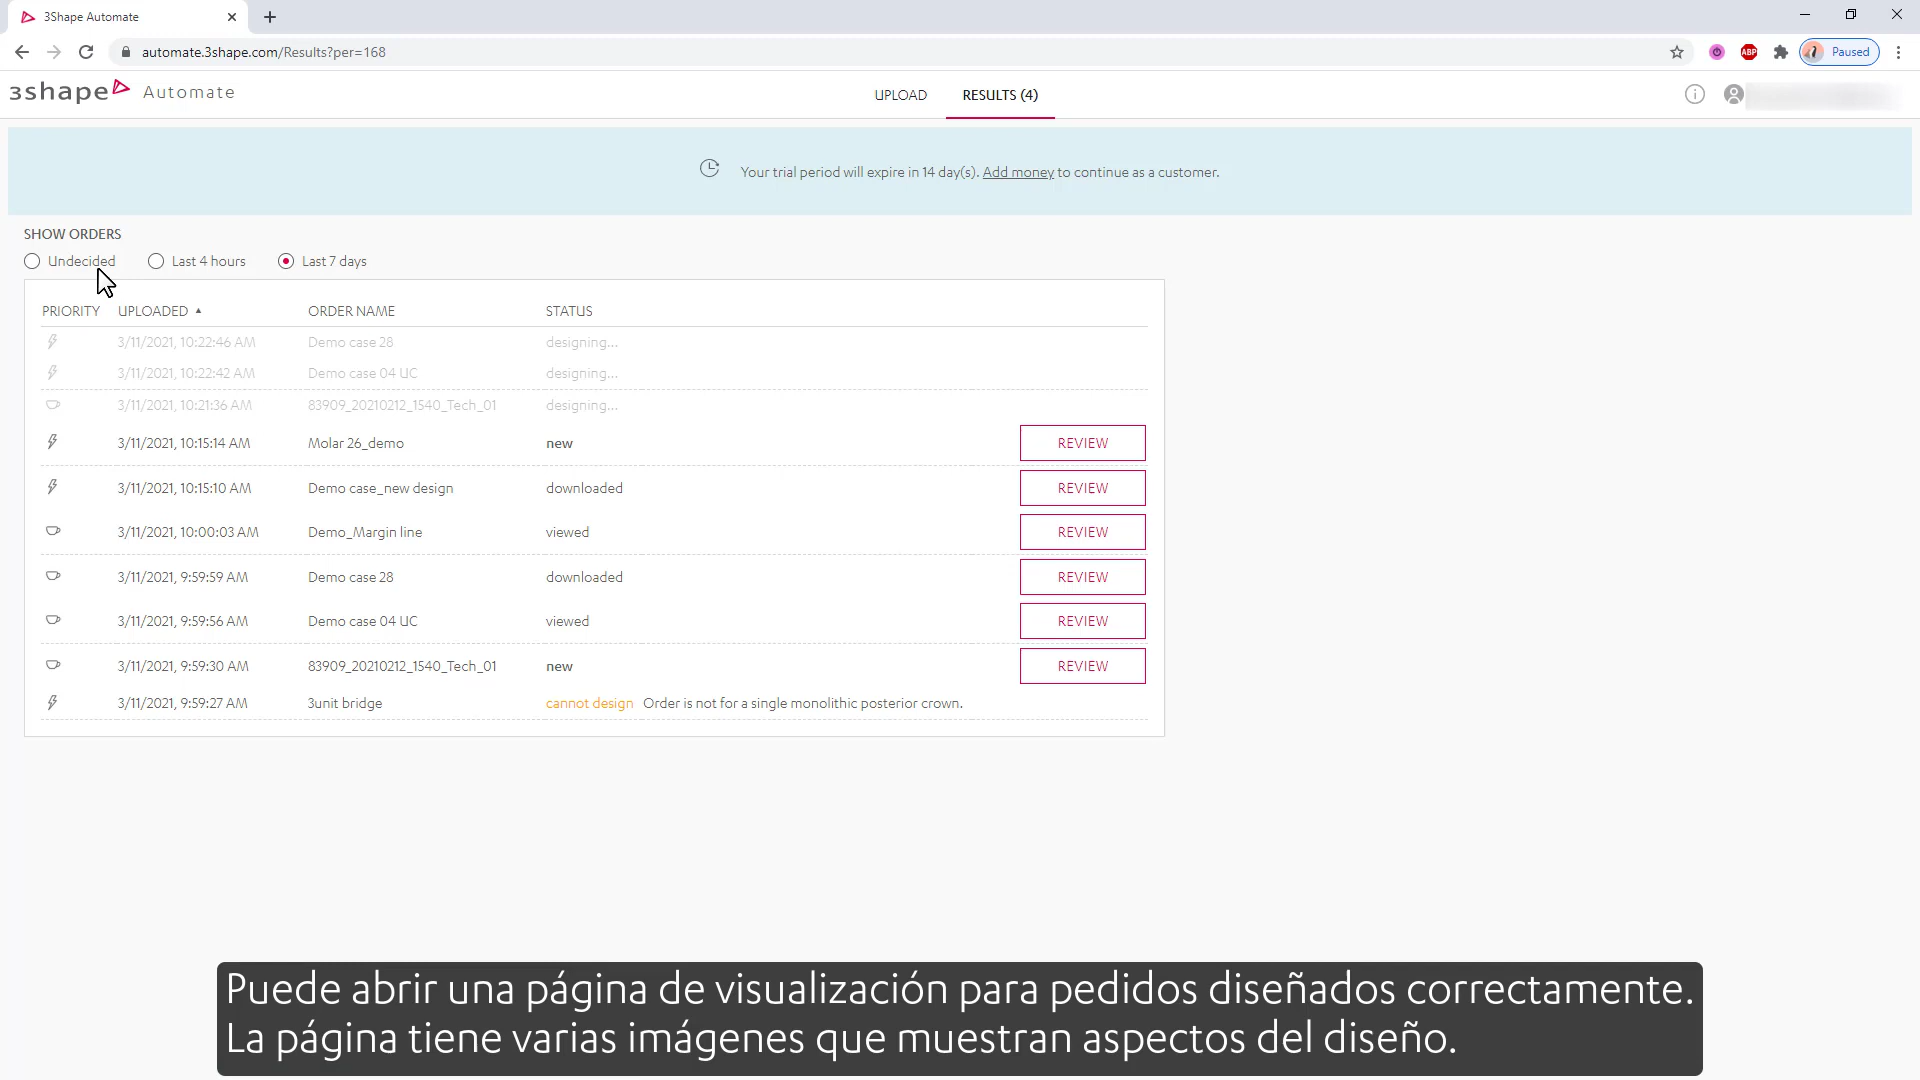 3Shape Automate
automate.3shape.com/Results?per=168
ABP
Paused
3shape Automate
UPLOAD
RESULTS (4)
Your trial period will expire in 14 day(s). Add money to continue as a customer.
SHOW ORDERS
Undecided
Last 4 hours
Last 7 days
PRIORITY UPLOADED ▲ ORDER NAME STATUS
3/11/2021, 10:22:46 AM Demo case 28 designing...
3/11/2021, 10:22:42 AM Demo case 04 UC designing...
3/11/2021, 10:21:36 AM 83909_20210212_1540_Tech_01 designing...
3/11/2021, 10:15:14 AM Molar 26_demo new REVIEW
3/11/2021, 10:15:10 AM Demo case_new design downloaded REVIEW
3/11/2021, 10:00:03 AM Demo_Margin line viewed REVIEW
3/11/2021, 9:59:59 AM Demo case 28 downloaded REVIEW
3/11/2021, 9:59:56 AM Demo case 04 UC viewed REVIEW
3/11/2021, 9:59:30 AM 83909_20210212_1540_Tech_01 new REVIEW
3/11/2021, 9:59:27 AM 3unit bridge cannot design Order is not for a single monolithic posterior crown.
Puede abrir una página de visualización para pedidos diseñados correctamente.
La página tiene varias imágenes que muestran aspectos del diseño.